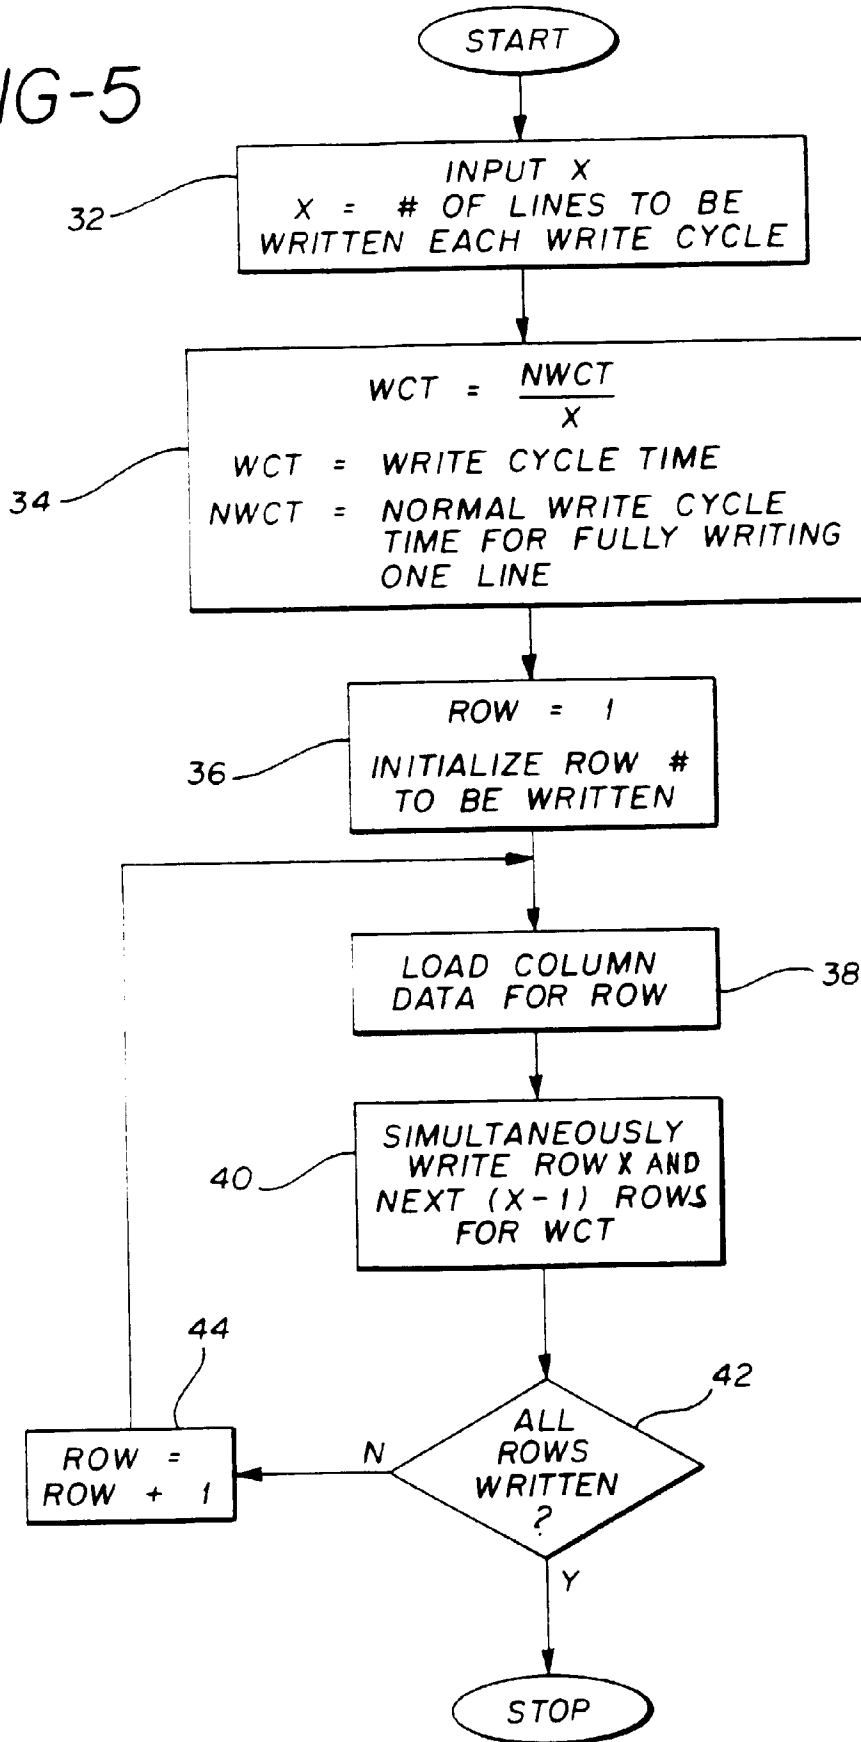 START
IG-5
INPUT X
X = # OF LINES TO BE
WRITTEN EACH WRITE CYCLE
32
WCT = NWCT
X
WCT = WRITE CYCLE TIME
NWCT = NORMAL WRITE CYCLE
TIME FOR FULLY WRITING
ONE LINE
34
ROW = 1
INITIALIZE ROW #
TO BE WRITTEN
36
LOAD COLUMN
DATA FOR ROW
38
SIMULTANEOUSLY
WRITE ROW X AND
NEXT (X-1) ROWS
FOR WCT
40
44
42
ALL
ROWS
WRITTEN
?
N
ROW =
ROW + 1
Y
STOP